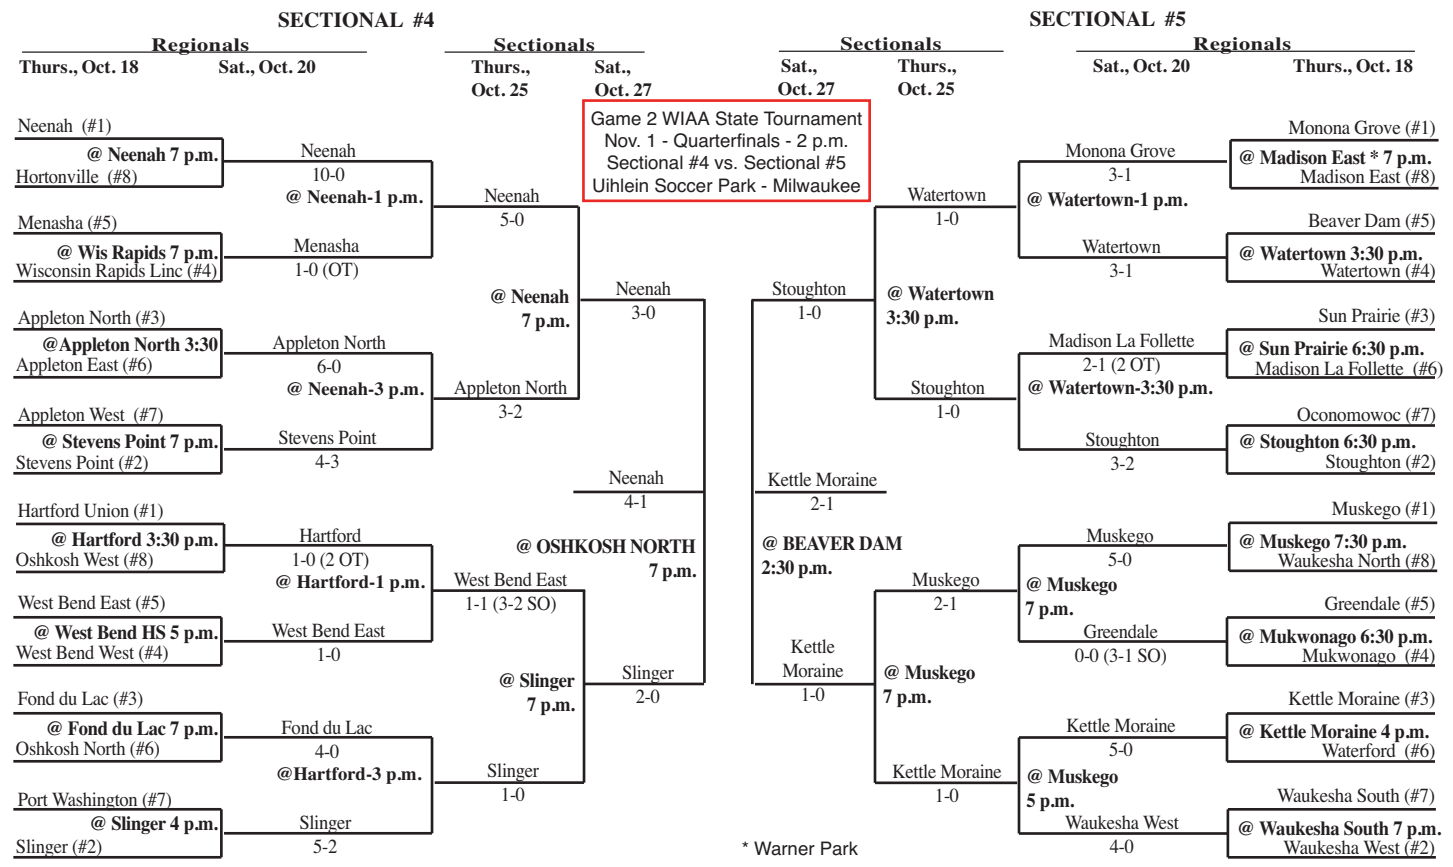 SECTIONAL #4
Regionals
Sectionals
Thurs., Oct. 18
Sat., Oct. 20
Thurs.,
Oct. 25
Sat.,
Oct. 27
Neenah (#1)
@ Neenah 7 p.m.
Hortonville (#8)
Menasha (#5)
@ Wis Rapids 7 p.m.
Wisconsin Rapids Linc (#4)
Appleton North (#3)
@Appleton North 3:30
Appleton East (#6)
Appleton West (#7)
@ Stevens Point 7 p.m.
Stevens Point (#2)
Hartford Union (#1)
@ Hartford 3:30 p.m.
Oshkosh West (#8)
West Bend East (#5)
@ West Bend HS 5 p.m.
West Bend West (#4)
Fond du Lac (#3)
@ Fond du Lac 7 p.m.
Oshkosh North (#6)
Port Washington (#7)
@ Slinger 4 p.m.
Slinger (#2)
Neenah
10-0
@ Neenah-1 p.m.
Menasha
1-0 (OT)
Appleton North
6-0
@ Neenah-3 p.m.
Stevens Point
4-3
Hartford
1-0 (2 OT)
@ Hartford-1 p.m.
West Bend East
1-0
Fond du Lac
4-0
@Hartford-3 p.m.
Slinger
5-2
Neenah
5-0
@ Neenah
7 p.m.
Appleton North
3-2
West Bend East
1-1 (3-2 SO)
@ Slinger
7 p.m.
Slinger
1-0
Neenah
3-0
Neenah
4-1
@ OSHKOSH NORTH
7 p.m.
Slinger
2-0
Game 2 WIAA State Tournament
Nov. 1 - Quarterfinals - 2 p.m.
Sectional #4 vs. Sectional #5
Uihlein Soccer Park - Milwaukee
SECTIONAL #5
Sectionals
Regionals
Sat.,
Oct. 27
Thurs.,
Oct. 25
Sat., Oct. 20
Thurs., Oct. 18
Stoughton
1-0
Kettle Moraine
2-1
@ BEAVER DAM
2:30 p.m.
Kettle
Moraine
1-0
Watertown
1-0
@ Watertown
3:30 p.m.
Stoughton
1-0
Muskego
2-1
@ Muskego
7 p.m.
Kettle Moraine
1-0
Monona Grove
3-1
@ Watertown-1 p.m.
Watertown
3-1
Madison La Follette
2-1 (2 OT)
@ Watertown-3:30 p.m.
Stoughton
3-2
Muskego
5-0
@ Muskego
7 p.m.
Greendale
0-0 (3-1 SO)
Kettle Moraine
5-0
@ Muskego
5 p.m.
Waukesha West
4-0
Monona Grove (#1)
@ Madison East * 7 p.m.
Madison East (#8)
Beaver Dam (#5)
@ Watertown 3:30 p.m.
Watertown (#4)
Sun Prairie (#3)
@ Sun Prairie 6:30 p.m.
Madison La Follette (#6)
Oconomowoc (#7)
@ Stoughton 6:30 p.m.
Stoughton (#2)
Muskego (#1)
@ Muskego 7:30 p.m.
Waukesha North (#8)
Greendale (#5)
@ Mukwonago 6:30 p.m.
Mukwonago (#4)
Kettle Moraine (#3)
@ Kettle Moraine 4 p.m.
Waterford (#6)
Waukesha South (#7)
@ Waukesha South 7 p.m.
Waukesha West (#2)
* Warner Park